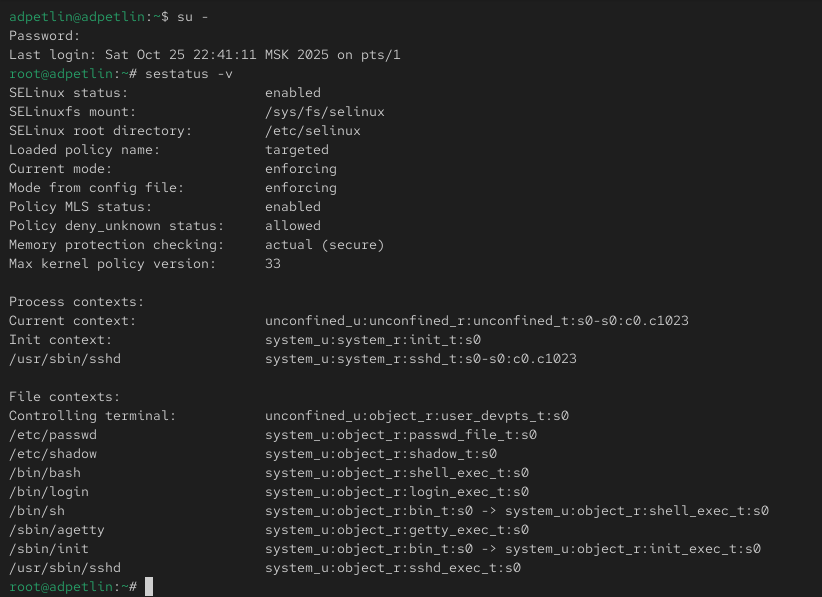 adpetlin@adpetlin:~$ su -
Password:
Last login: Sat Oct 25 22:41:11 MSK 2025 on pts/1
root@adpetlin:~# sestatus -v
SELinux status:                 enabled
SELinuxfs mount:                /sys/fs/selinux
SELinux root directory:         /etc/selinux
Loaded policy name:             targeted
Current mode:                   enforcing
Mode from config file:          enforcing
Policy MLS status:              enabled
Policy deny_unknown status:     allowed
Memory protection checking:     actual (secure)
Max kernel policy version:      33

Process contexts:
Current context:                unconfined_u:unconfined_r:unconfined_t:s0-s0:c0.c1023
Init context:                   system_u:system_r:init_t:s0
/usr/sbin/sshd                  system_u:system_r:sshd_t:s0-s0:c0.c1023

File contexts:
Controlling terminal:           unconfined_u:object_r:user_devpts_t:s0
/etc/passwd                     system_u:object_r:passwd_file_t:s0
/etc/shadow                     system_u:object_r:shadow_t:s0
/bin/bash                       system_u:object_r:shell_exec_t:s0
/bin/login                      system_u:object_r:login_exec_t:s0
/bin/sh                         system_u:object_r:bin_t:s0 -> system_u:object_r:shell_exec_t:s0
/sbin/agetty                    system_u:object_r:getty_exec_t:s0
/sbin/init                      system_u:object_r:bin_t:s0 -> system_u:object_r:init_exec_t:s0
/usr/sbin/sshd                  system_u:object_r:sshd_exec_t:s0
root@adpetlin:~#